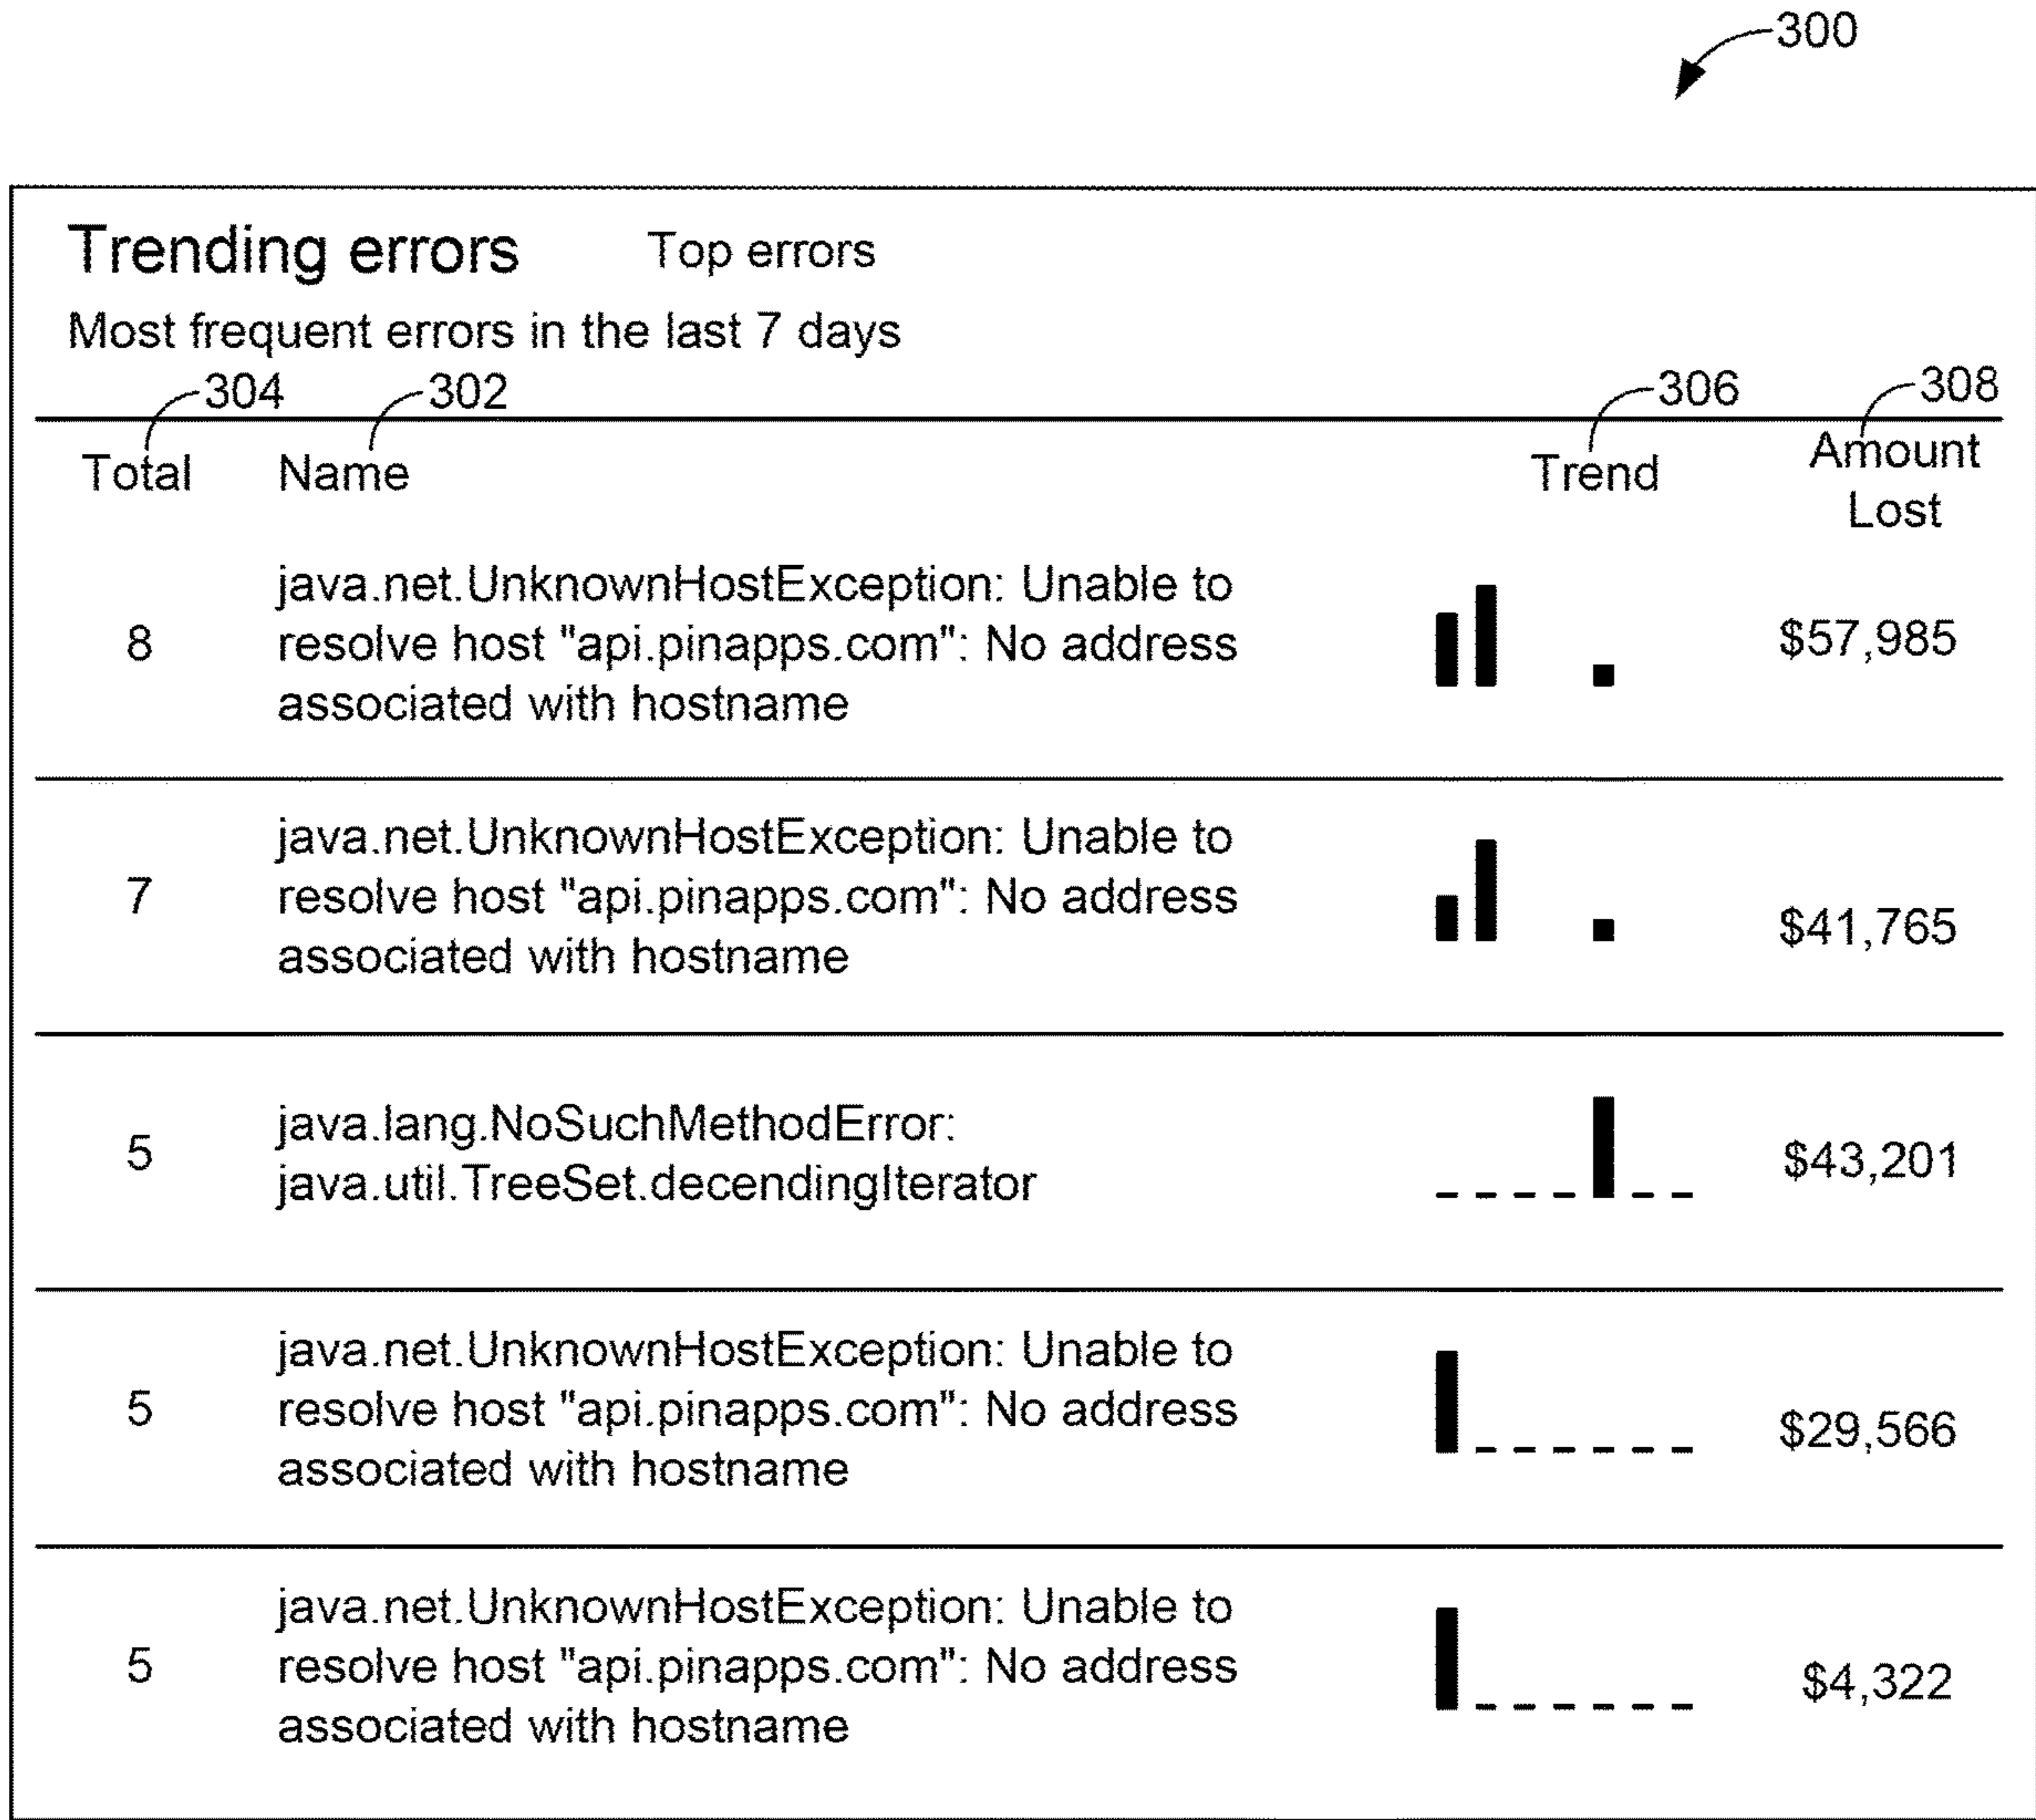 300
Trending errors Top errors
Most frequent errors in the last 7 days
304 302 306 308
Total Name Trend Amount
Lost
java.net.UnknownHostException: Unable to
8 resolve host "api.pinapps.com": No address $57,985
associated with hostname
java.net.UnknownHostException: Unable to
7 resolve host "api.pinapps.com": No address $41,765
associated with hostname
java.lang.NoSuchMethodError:
5 java.util.TreeSet.decendingIterator $43,201
java.net.UnknownHostException: Unable to
5 resolve host "api.pinapps.com": No address $29,566
associated with hostname
java.net.UnknownHostException: Unable to
5 resolve host "api.pinapps.com": No address $4,322
associated with hostname